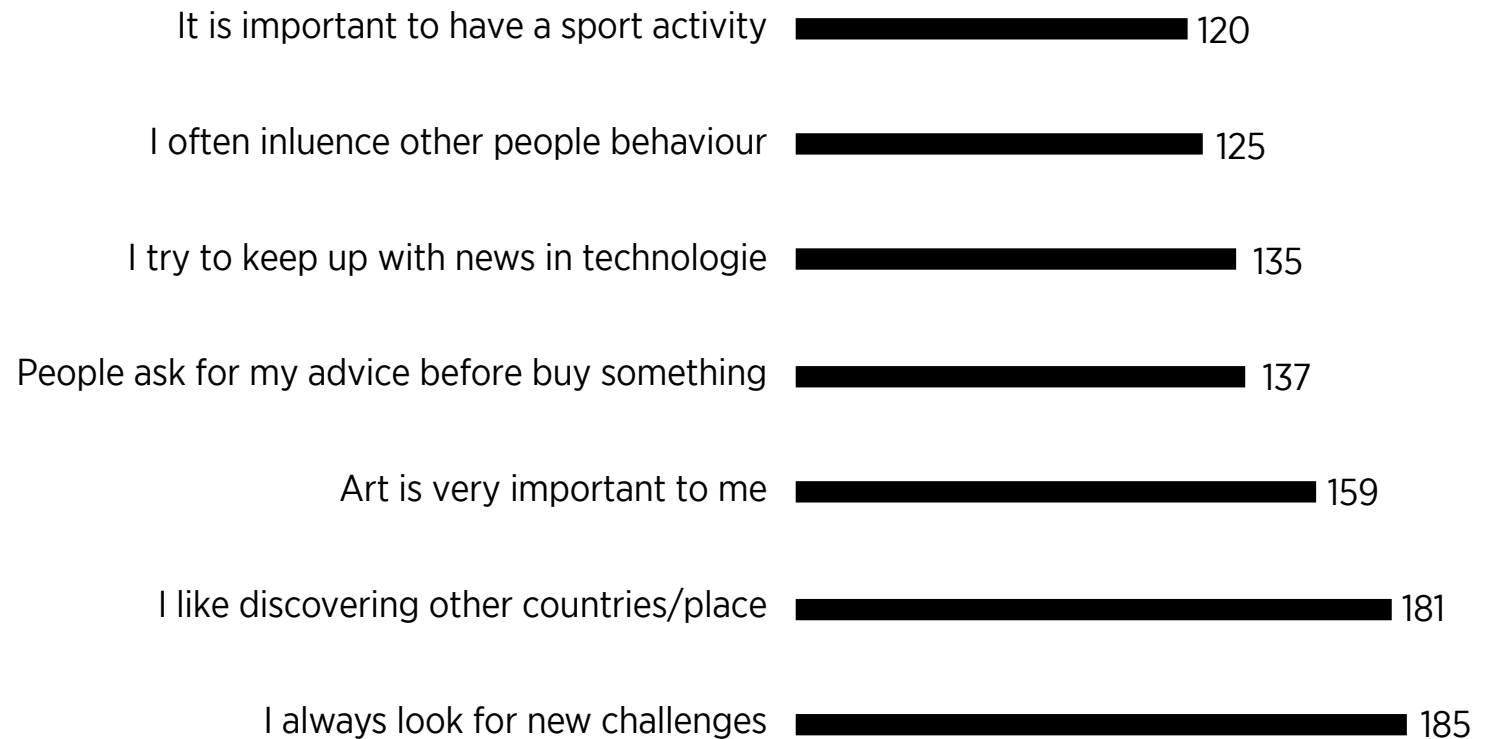 It is important to have a sport activity 120
I often inluence other people behaviour 125
I try to keep up with news in technologie 135
People ask for my advice before buy something 137
Art is very important to me 159
I like discovering other countries/place 181
I always look for new challenges 185